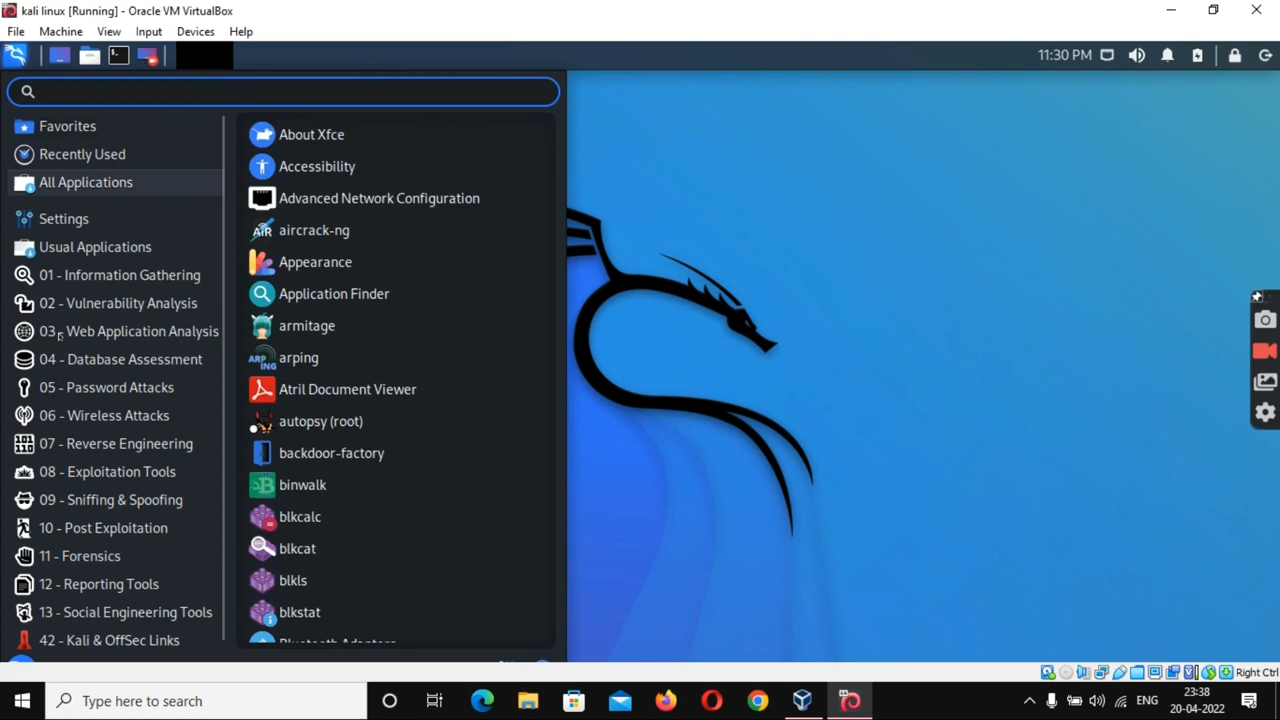 kali linux [Running] - Oracle VM VirtualBox
File Machine View Input Devices Help
11:30 PM
Favorites
Recently Used
All Applications
Settings
Usual Applications
01 - Information Gathering
02 - Vulnerability Analysis
03 - Web Application Analysis
04 - Database Assessment
05 - Password Attacks
06 - Wireless Attacks
07 - Reverse Engineering
08 - Exploitation Tools
09 - Sniffing & Spoofing
10 - Post Exploitation
11 - Forensics
12 - Reporting Tools
13 - Social Engineering Tools
42 - Kali & OffSec Links
About Xfce
Accessibility
Advanced Network Configuration
aircrack-ng
Appearance
Application Finder
armitage
arping
Atril Document Viewer
autopsy (root)
backdoor-factory
binwalk
blkcalc
blkcat
blkls
blkstat
Bluetooth Adapters
Right Ctrl
Type here to search
ENG
23:38
20-04-2022